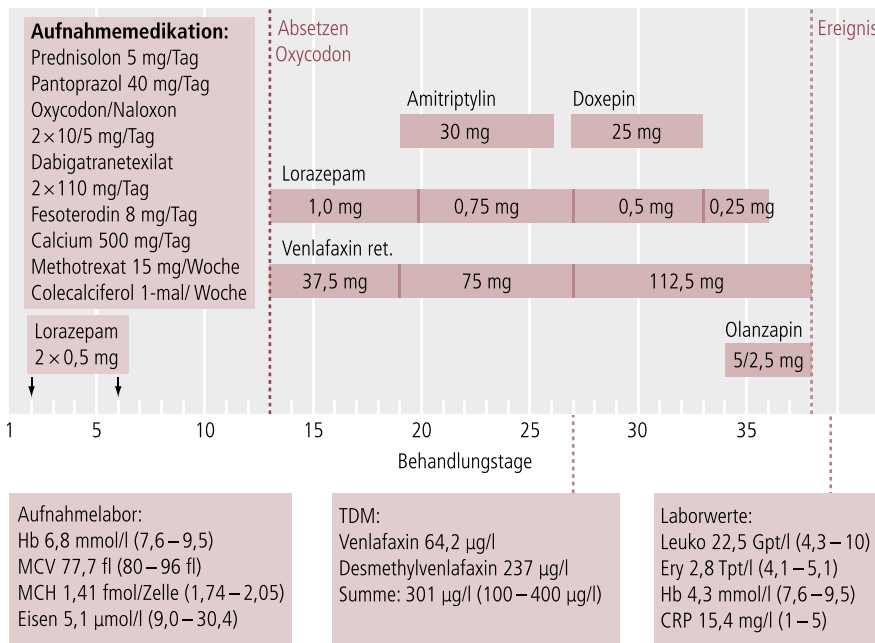 Aufnahmemedikation:
Prednisolon 5 mg/Tag
Pantoprazol 40 mg/Tag
Oxycodon/Naloxon
2×10/5 mg/Tag
Dabigatranetexilat
2×110 mg/Tag
Fesoterodin 8 mg/Tag
Calcium 500 mg/Tag
Methotrexat 15 mg/Woche
Colecalciferol 1-mal/ Woche
Lorazepam
2 × 0,5 mg
Absetzen
Oxycodon
Ereignis
Amitriptylin
30 mg
Doxepin
25 mg
Lorazepam
1,0 mg 0,75 mg 0,5 mg 0,25 mg
Venlafaxin ret.
37,5 mg 75 mg 112,5 mg
Olanzapin
5/2,5 mg
1 5 10 15 20 25 30 35
Behandlungstage
Aufnahmelabor:
Hb 6,8 mmol/l (7,6–9,5)
MCV 77,7 fl (80–96 fl)
MCH 1,41 fmol/Zelle (1,74–2,05)
Eisen 5,1 µmol/l (9,0–30,4)
TDM:
Venlafaxin 64,2 µg/l
Desmethylvenlafaxin 237 µg/l
Summe: 301 µg/l (100–400 µg/l)
Laborwerte:
Leuko 22,5 Gpt/l (4,3–10)
Ery 2,8 Tpt/l (4,1–5,1)
Hb 4,3 mmol/l (7,6–9,5)
CRP 15,4 mg/l (1–5)